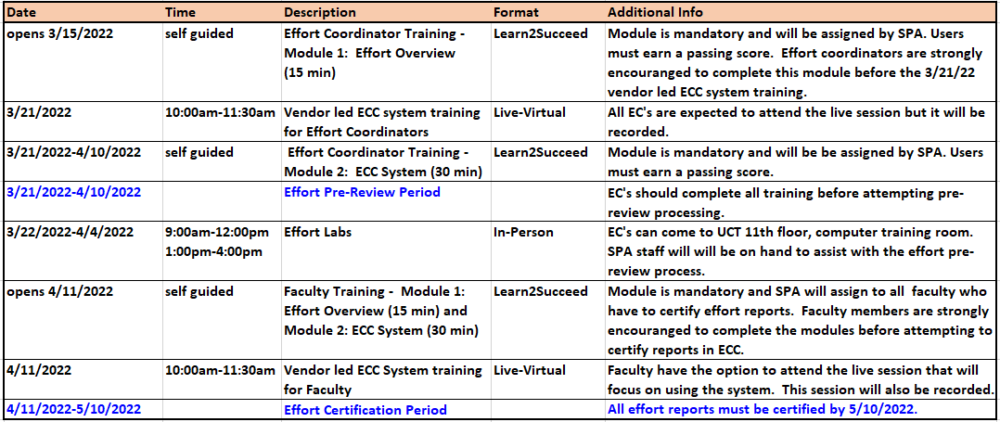 Date Time Description Format Additional Info
opens 3/15/2022 self guided Effort Coordinator Training - Learn2Succeed Module is mandatory and will be assigned by SPA. Users
Module 1:  Effort Overview must earn a passing score.  Effort coordinators are strongly
(15 min) encouranged to complete this module before the 3/21/22
vendor led ECC system training.
3/21/2022 10:00am-11:30am Vendor led ECC system training Live-Virtual All EC's are expected to attend the live session but it will be
for Effort Coordinators recorded.
3/21/2022-4/10/2022 self guided Effort Coordinator Training - Learn2Succeed Module is mandatory and will be be assigned by SPA. Users
Module 2:  ECC System (30 min) must earn a passing score.
3/21/2022-4/10/2022 Effort Pre-Review Period EC's should complete all training before attempting pre-
review processing.
3/22/2022-4/4/2022 9:00am-12:00pm Effort Labs In-Person EC's can come to UCT 11th floor, computer training room.
1:00pm-4:00pm SPA staff will will be on hand to assist with the effort pre-
review process.
opens 4/11/2022 self guided Faculty Training -  Module 1: Learn2Succeed Module is mandatory and SPA will assign to all  faculty who
Effort Overview (15 min) and have to certify effort reports.  Faculty members are strongly
Module 2: ECC System (30 min) encouranged to complete the modules before attempting to
certify reports in ECC.
4/11/2022 10:00am-11:30am Vendor led ECC System training Live-Virtual Faculty have the option to attend the live session that will
for Faculty focus on using the system.  This session will also be recorded.
4/11/2022-5/10/2022 Effort Certification Period All effort reports must be certified by 5/10/2022.